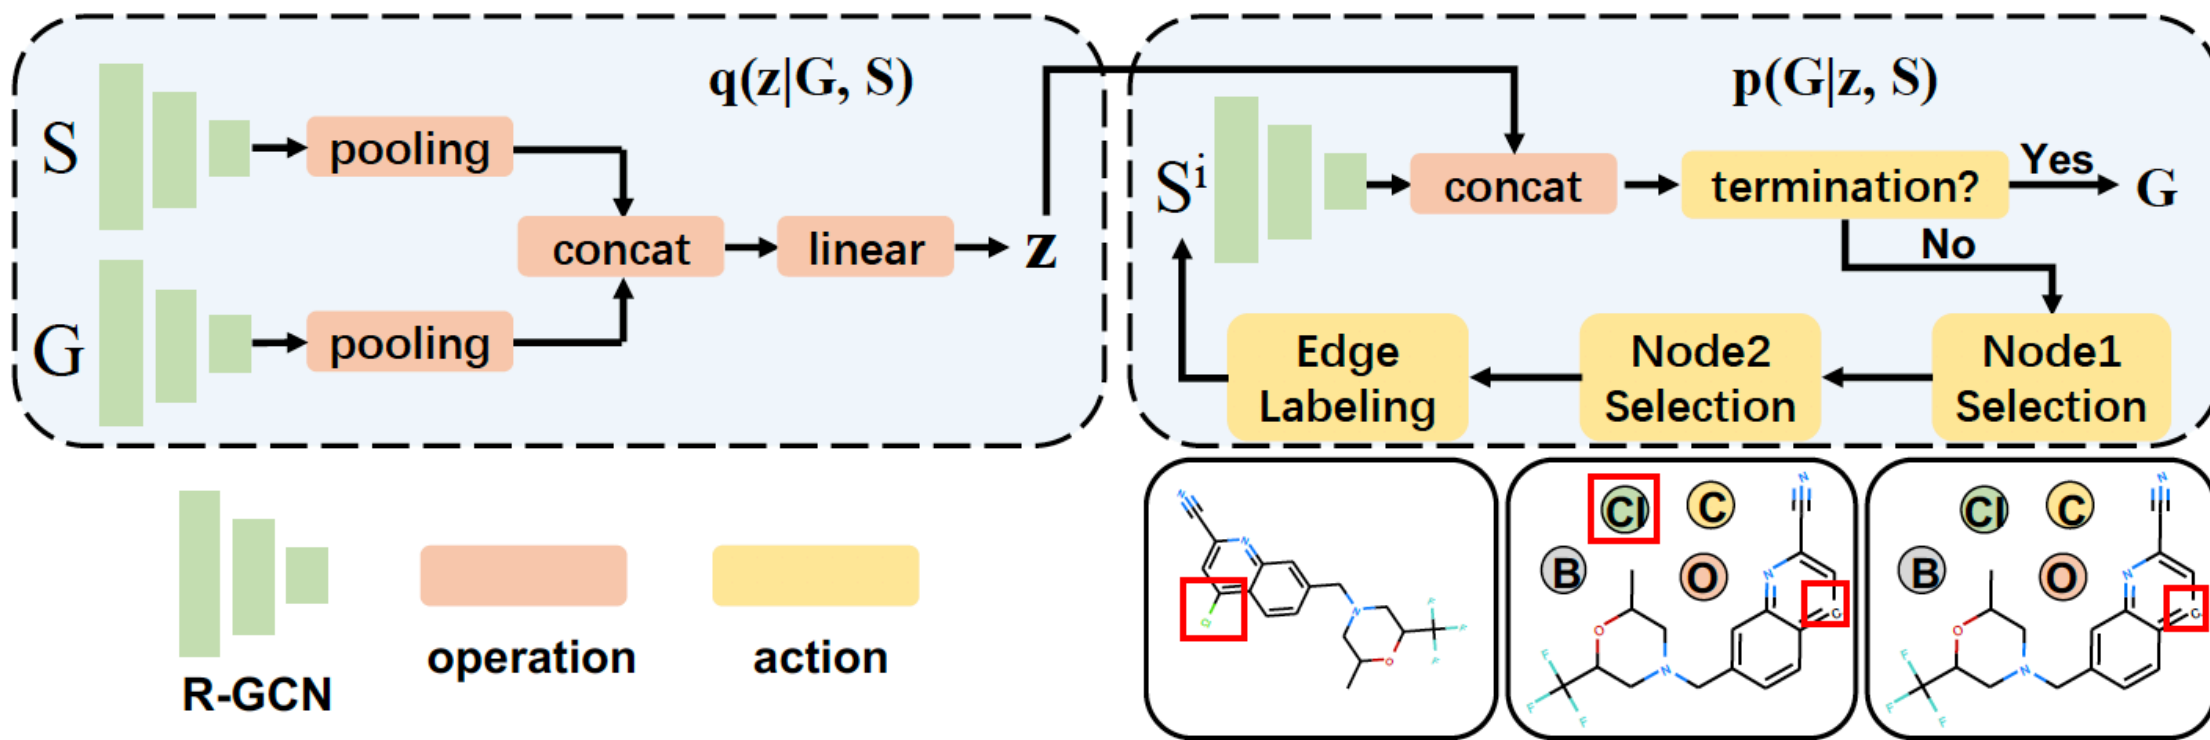 q(z|G, S)
S
pooling
concat
linear
z
G
pooling
p(G|z, S)
S^i
concat
termination?
Yes
G
No
Edge
Labeling
Node2
Selection
Node1
Selection
R-GCN
operation
action
N
N
Cl
N
O
F
F
F
Cl
C
B
O
N
N
O
N
F
F
F
C
Cl
C
B
O
N
N
O
N
F
F
F
C